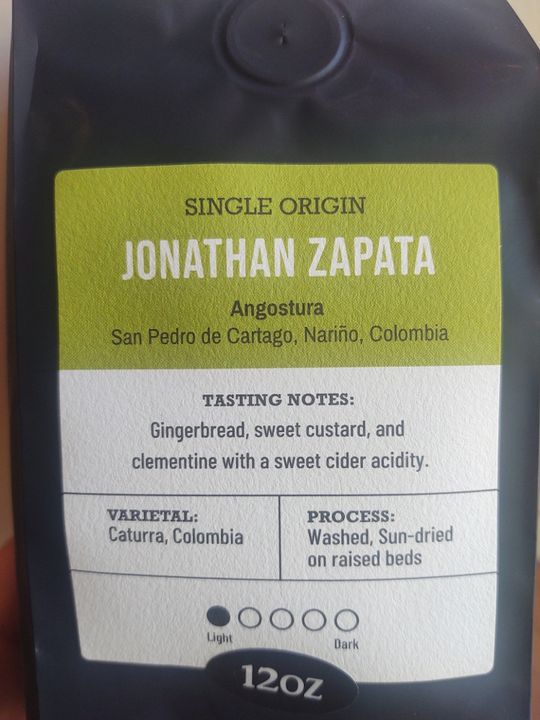 SINGLE ORIGIN
JONATHAN ZAPATA
Angostura
San Pedro de Cartago, Nariño, Colombia
TASTING NOTES:
Gingerbread, sweet custard, and
clementine with a sweet cider acidity.
VARIETAL:
Caturra, Colombia
PROCESS:
Washed, Sun-dried
on raised beds
Light
Dark
12OZ